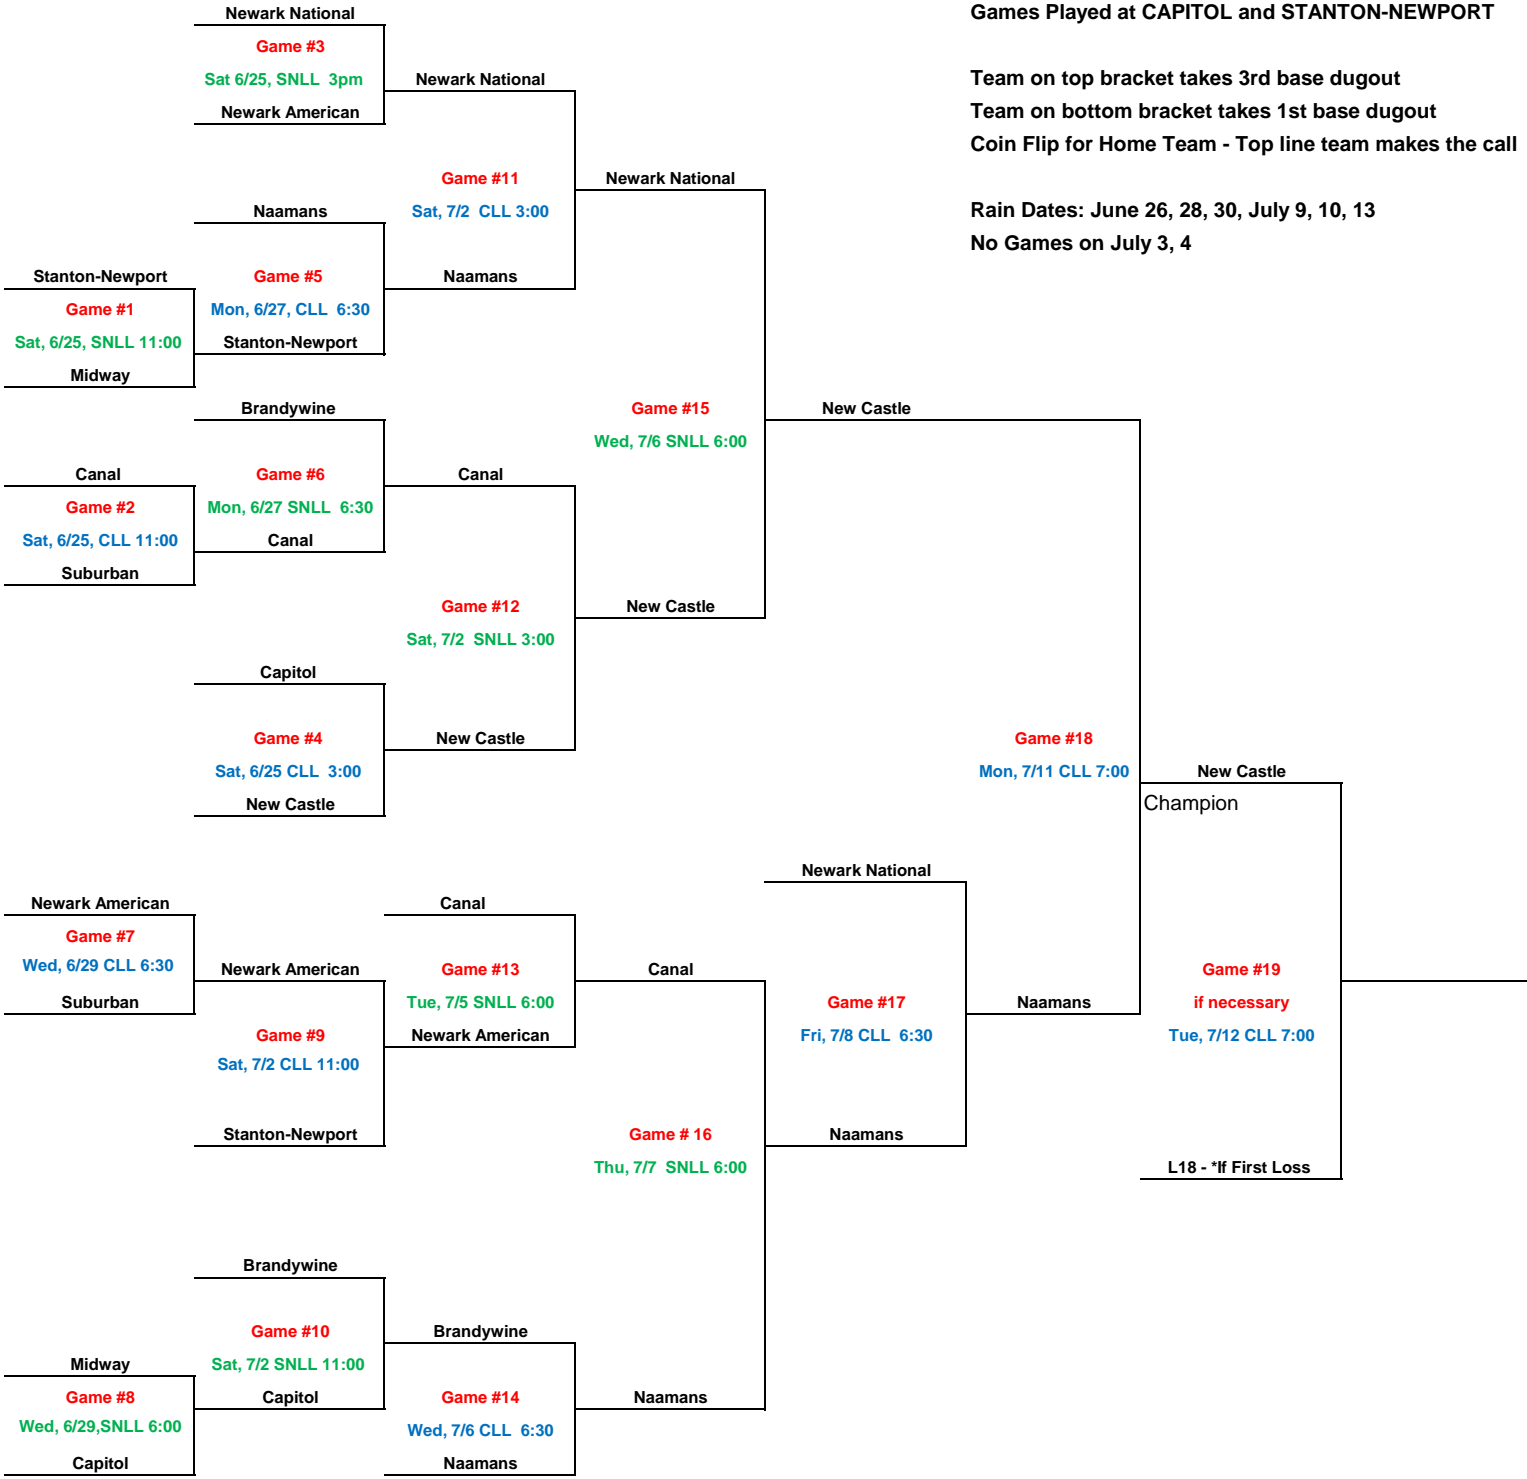 Newark National
Games Played at CAPITOL and STANTON-NEWPORT
Game #3
Sat 6/25, SNLL 3pm
Newark National
Team on top bracket takes 3rd base dugout
Newark American
Team on bottom bracket takes 1st base dugout
Coin Flip for Home Team - Top line team makes the call
Game #11
Newark National
Naamans
Sat, 7/2 CLL 3:00
Rain Dates: June 26, 28, 30, July 9, 10, 13
No Games on July 3, 4
Stanton-Newport
Game #5
Naamans
Game #1
Mon, 6/27, CLL 6:30
Sat, 6/25, SNLL 11:00
Stanton-Newport
Midway
Brandywine
Game #15
New Castle
Wed, 7/6 SNLL 6:00
Canal
Game #6
Canal
Game #2
Mon, 6/27 SNLL 6:30
Sat, 6/25, CLL 11:00
Canal
Suburban
Game #12
New Castle
Sat, 7/2 SNLL 3:00
Capitol
Game #4
New Castle
Game #18
Sat, 6/25 CLL 3:00
Mon, 7/11 CLL 7:00
New Castle
New Castle
Champion
Newark National
Newark American
Canal
Game #7
Wed, 6/29 CLL 6:30
Newark American
Game #13
Canal
Game #19
Suburban
Tue, 7/5 SNLL 6:00
Game #17
Naamans
if necessary
Game #9
Newark American
Fri, 7/8 CLL 6:30
Tue, 7/12 CLL 7:00
Sat, 7/2 CLL 11:00
Stanton-Newport
Game # 16
Naamans
Thu, 7/7 SNLL 6:00
L18 - *If First Loss
Brandywine
Game #10
Brandywine
Midway
Sat, 7/2 SNLL 11:00
Game #8
Capitol
Game #14
Naamans
Wed, 6/29,SNLL 6:00
Wed, 7/6 CLL 6:30
Capitol
Naamans